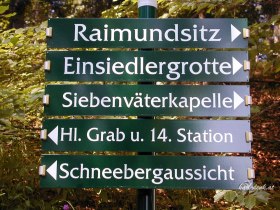 Raimundsitz
Einsiedlergrotte
Siebenväterkapelle
Hl. Grab u. 14. Station
Schneebergaussicht